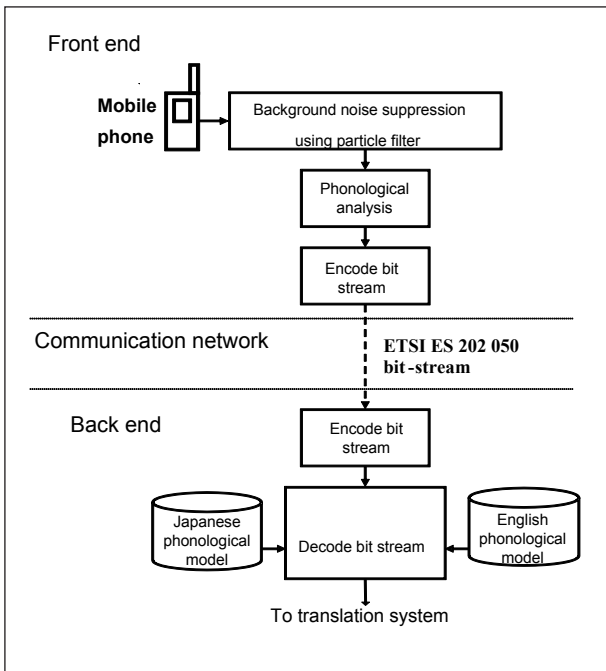 Front end
Mobile
phone
Background noise suppression
using particle filter
Phonological
analysis
Encode bit
stream
Communication network
ETSI ES 202 050
bit-stream
Back end
Encode bit
stream
Japanese
phonological
model
Decode bit stream
English
phonological
model
To translation system